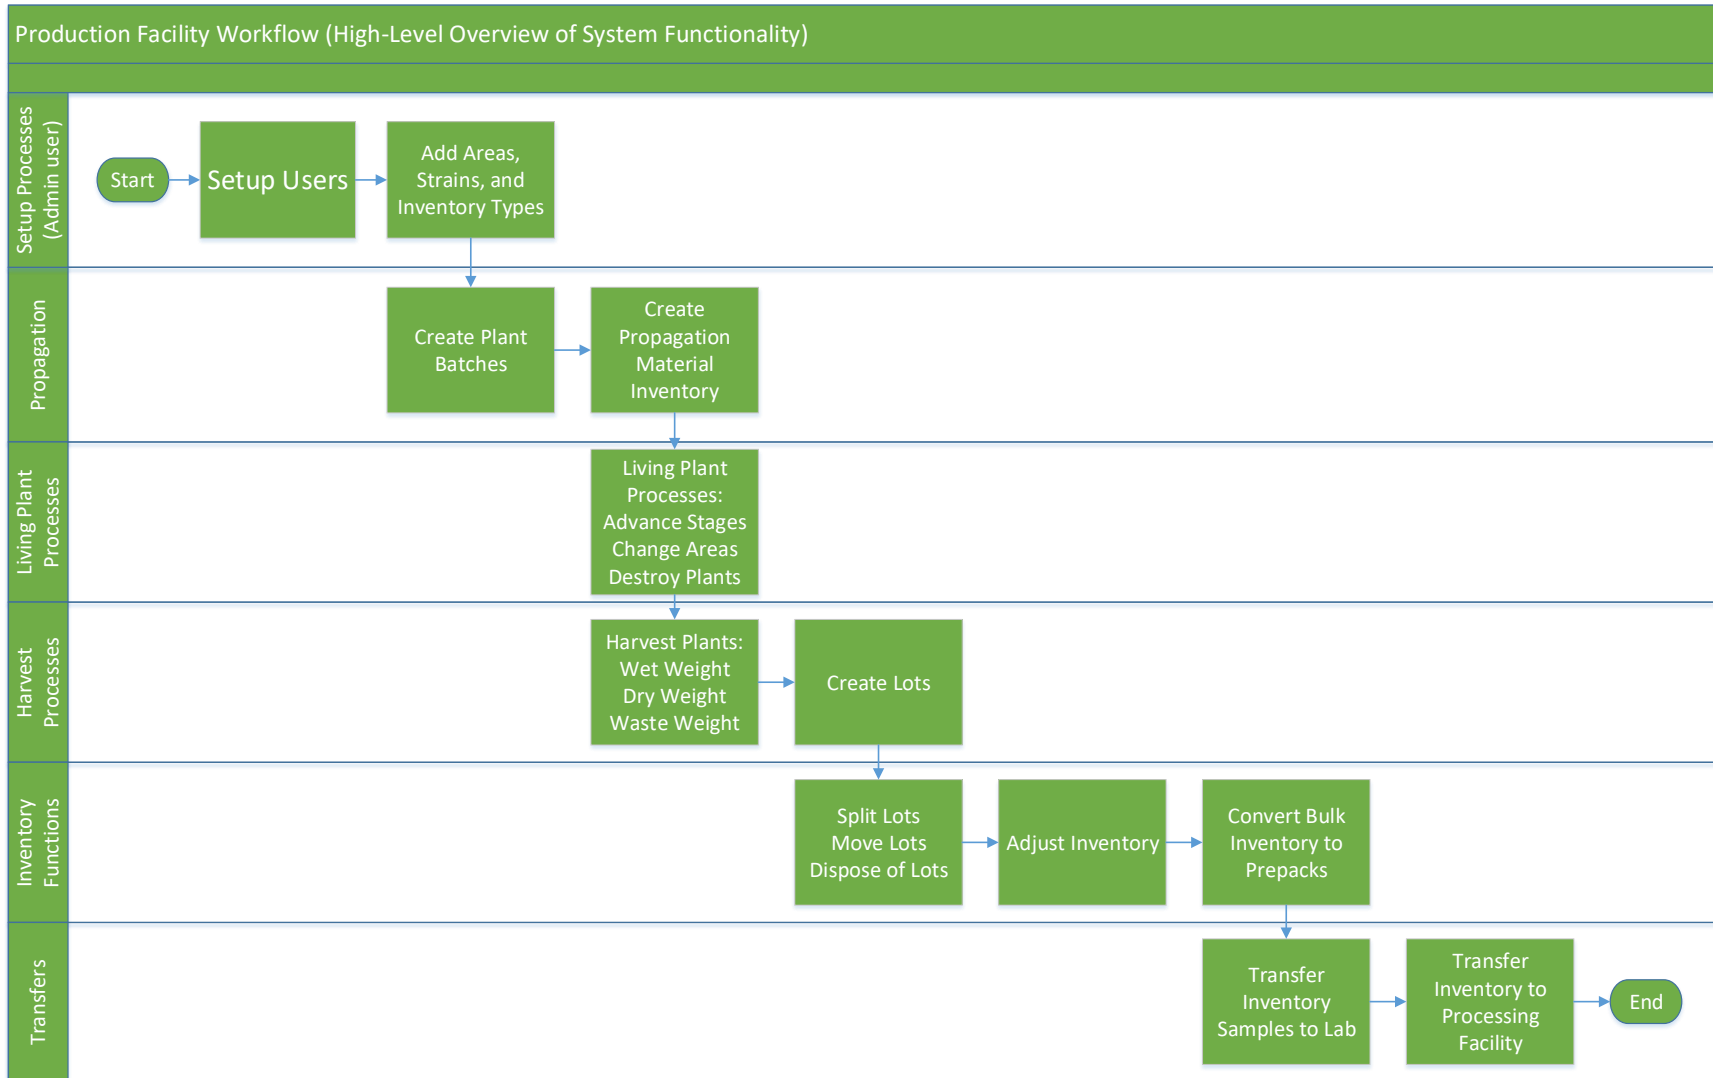 Production Facility Workflow (High-Level Overview of System Functionality)
Setup Processes
(Admin user)
Start
Setup Users
Add Areas,
Strains, and
Inventory Types
Propagation
Create Plant
Batches
Create
Propagation
Material
Inventory
Living Plant
Processes
Living Plant
Processes:
Advance Stages
Change Areas
Destroy Plants
Harvest
Processes
Harvest Plants:
Wet Weight
Dry Weight
Waste Weight
Create Lots
Inventory
Functions
Split Lots
Move Lots
Dispose of Lots
Adjust Inventory
Convert Bulk
Inventory to
Prepacks
Transfers
Transfer
Inventory
Samples to Lab
Transfer
Inventory to
Processing
Facility
End